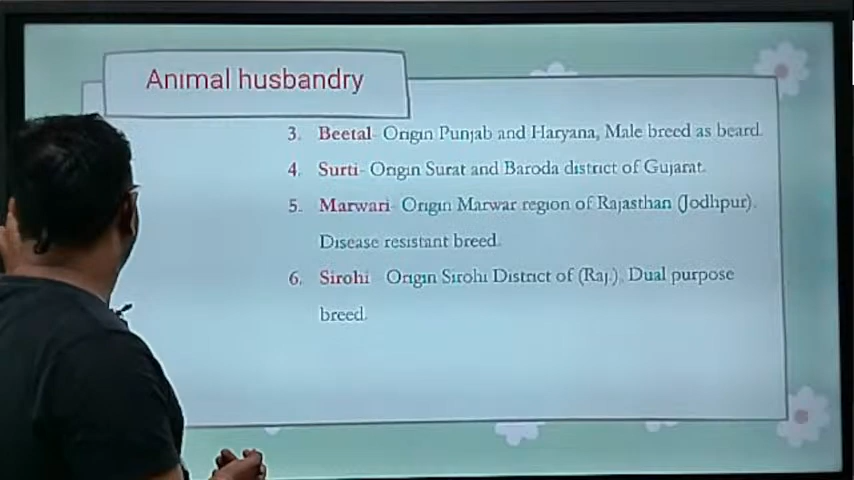 Animal husbandry
3. Beetal- Origin Punjab and Haryana, Male breed as beard.
4. Surti- Origin Surat and Baroda district of Gujarat.
5. Marwari- Origin Marwar region of Rajasthan (Jodhpur).
Disease resistant breed.
6. Sirohi - Origin Sirohi District of (Raj.). Dual purpose
breed.